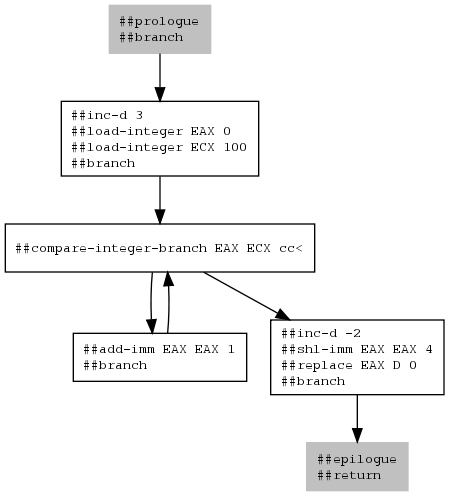 ##prologue
##branch
##inc-d 3
##load-integer EAX 0
##load-integer ECX 100
##branch
##compare-integer-branch EAX ECX cc<
##add-imm EAX EAX 1
##branch
##inc-d -2
##shl-imm EAX EAX 4
##replace EAX D 0
##branch
##epilogue
##return